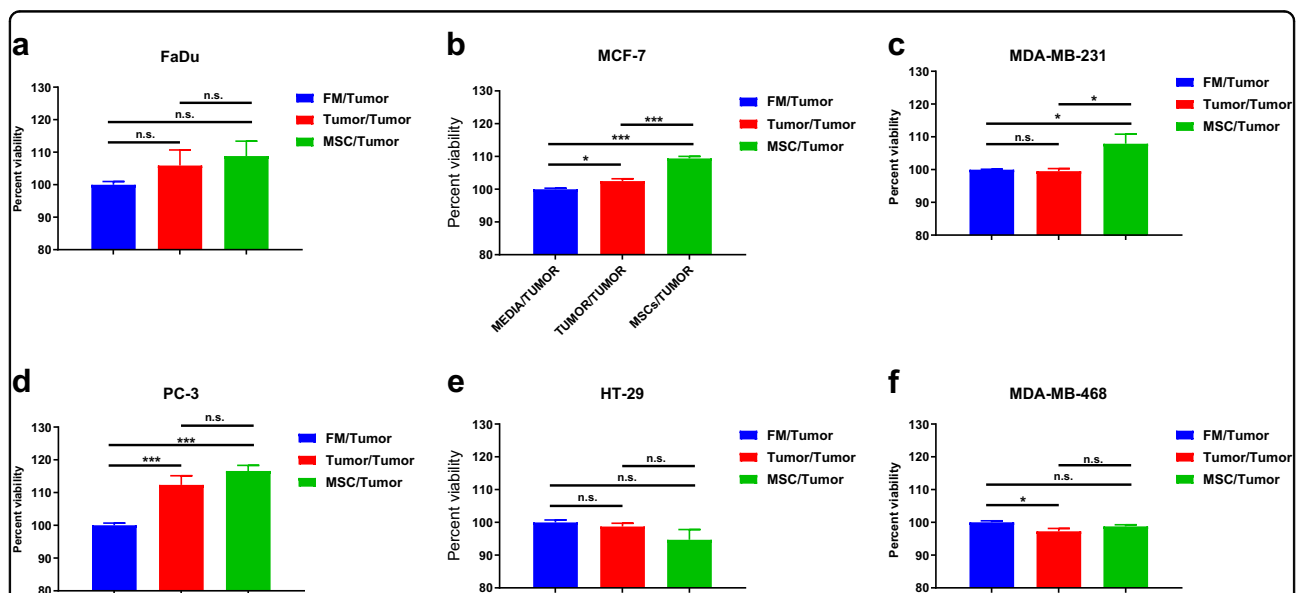 a
FaDu
Percent viability
130
120
110
100
90
80
n.s.
n.s.
n.s.
FM/Tumor
Tumor/Tumor
MSC/Tumor
b
MCF-7
Percent viability
130
120
110
100
90
80
***
***
*
MEDIA/TUMOR
TUMOR/TUMOR
MSCs/TUMOR
FM/Tumor
Tumor/Tumor
MSC/Tumor
c
MDA-MB-231
Percent viability
130
120
110
100
90
80
*
*
n.s.
FM/Tumor
Tumor/Tumor
MSC/Tumor
d
PC-3
Percent viability
130
120
110
100
90
80
n.s.
***
***
FM/Tumor
Tumor/Tumor
MSC/Tumor
e
HT-29
Percent viability
130
120
110
100
90
80
n.s.
n.s.
n.s.
FM/Tumor
Tumor/Tumor
MSC/Tumor
f
MDA-MB-468
Percent viability
130
120
110
100
90
80
n.s.
n.s.
*
FM/Tumor
Tumor/Tumor
MSC/Tumor